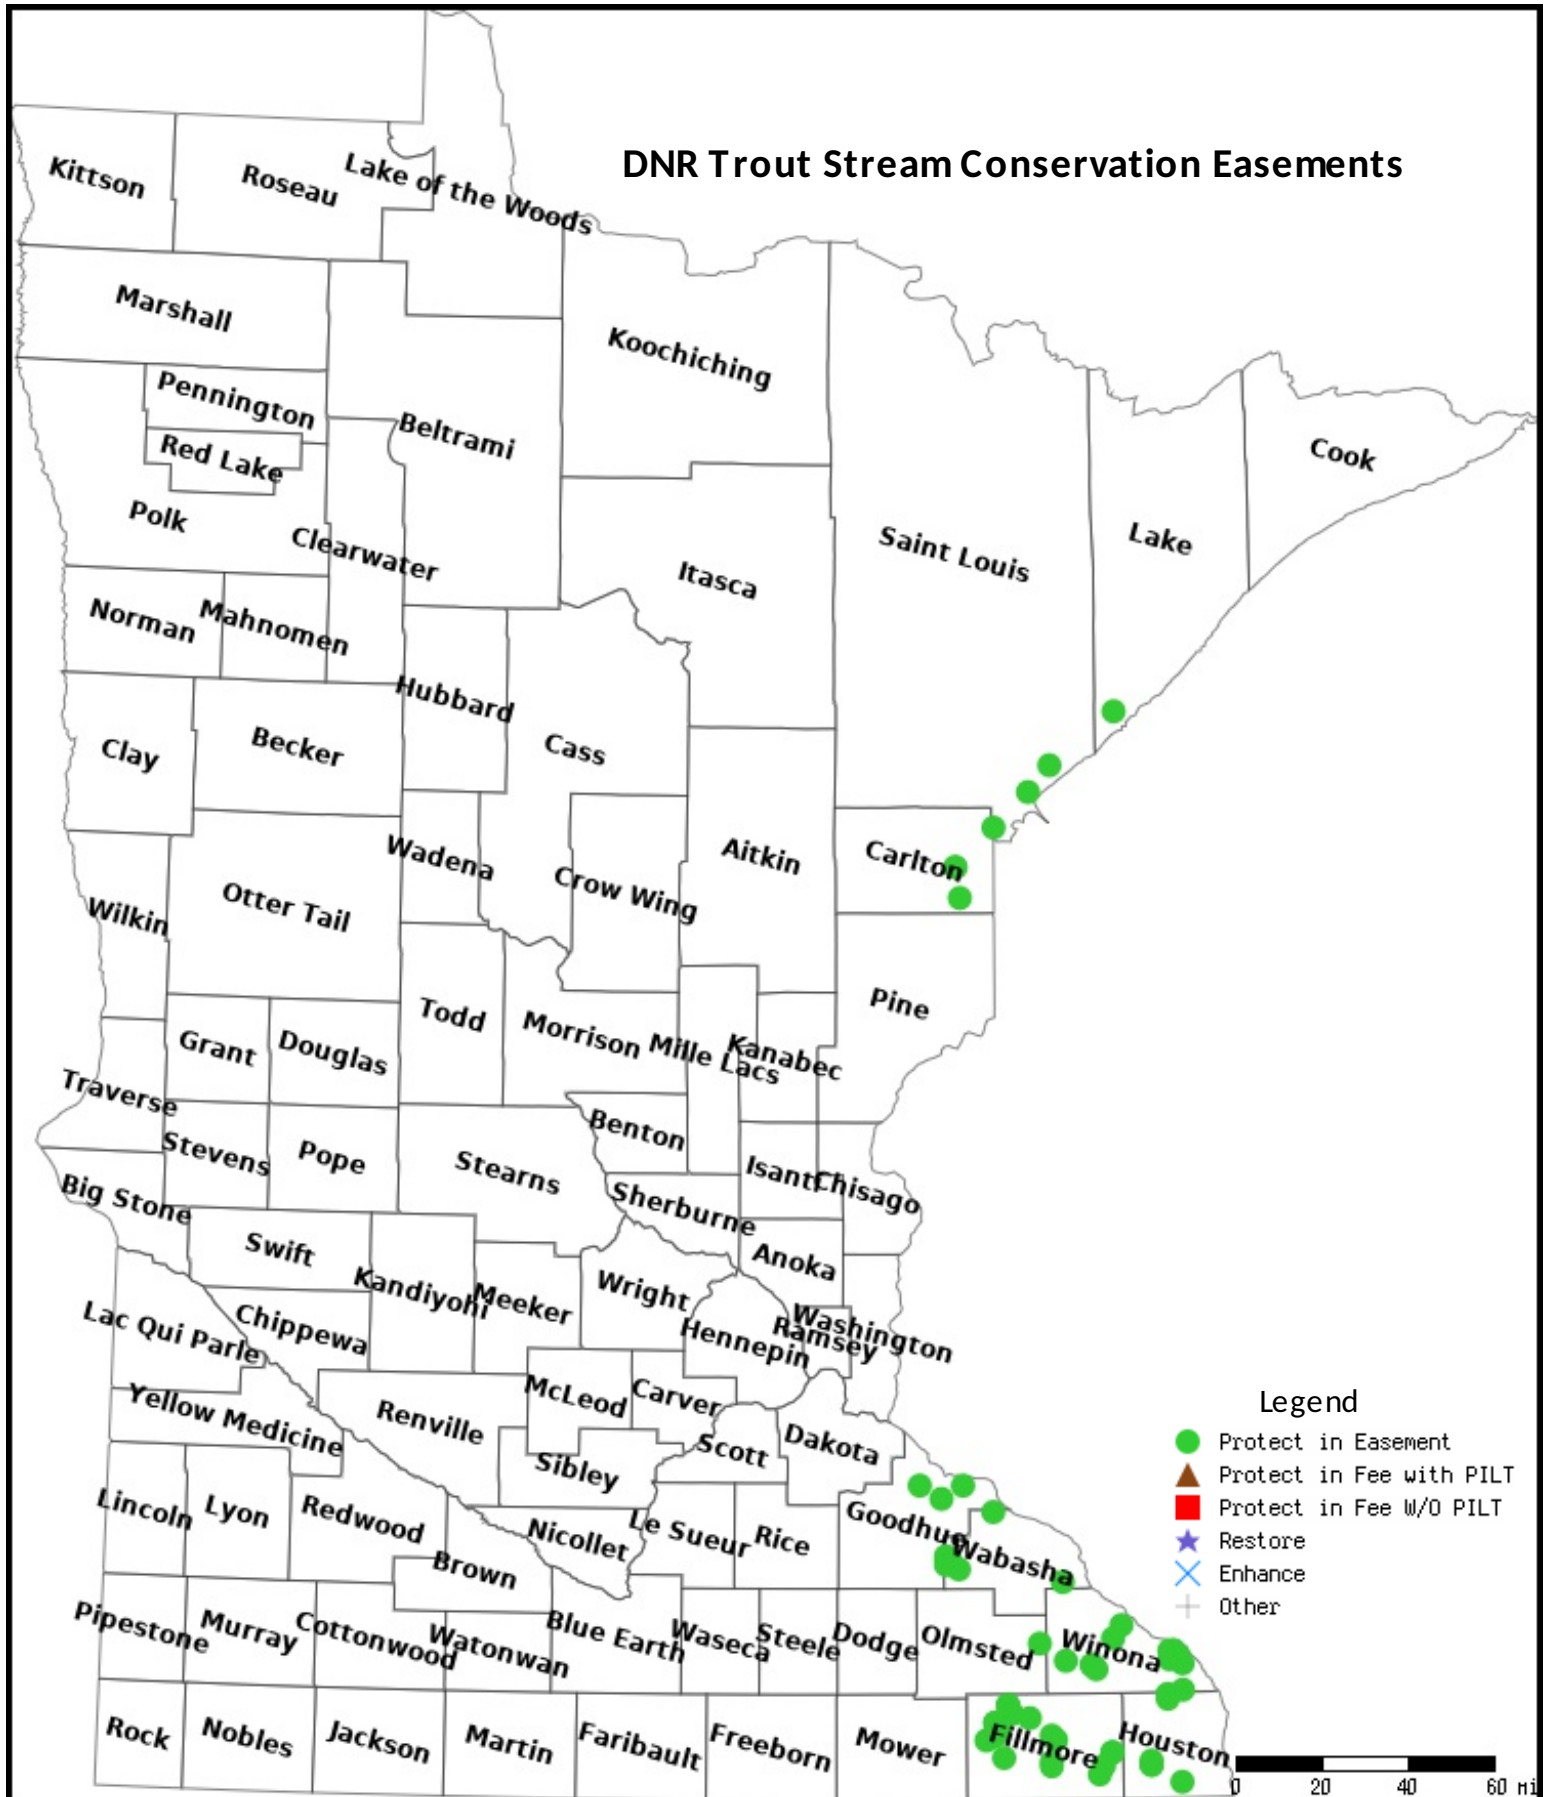 DNR Trout Stream Conservation Easements
Kittson
Roseau
Lake of the Woods
Marshall
Koochiching
Pennington
Beltrami
Red Lake
Cook
Polk
Clearwater
Saint Louis
Lake
Itasca
Norman
Mahnomen
Hubbard
Clay
Becker
Cass
Wadena
Aitkin
Carlton
Crow Wing
Wilkin
Otter Tail
Todd
Pine
Grant
Douglas
Morrison
Mille Lacs
Kanabec
Traverse
Benton
Stevens
Pope
Stearns
Isanti
Chisago
Big Stone
Sherburne
Swift
Anoka
Kandiyohi
Meeker
Wright
Lac Qui Parle
Chippewa
Hennepin
Ramsey
Washington
McLeod
Carver
Yellow Medicine
Renville
Scott
Dakota
Sibley
Legend
Protect in Easement
Protect in Fee with PILT
Protect in Fee W/O PILT
Restore
Enhance
Other
Lincoln
Lyon
Redwood
Nicollet
Le Sueur
Rice
Goodhue
Wabasha
Brown
Pipestone
Murray
Cottonwood
Watonwan
Blue Earth
Waseca
Steele
Dodge
Olmsted
Winona
Rock
Nobles
Jackson
Martin
Faribault
Freeborn
Mower
Fillmore
Houston
0 20 40 60 Mi